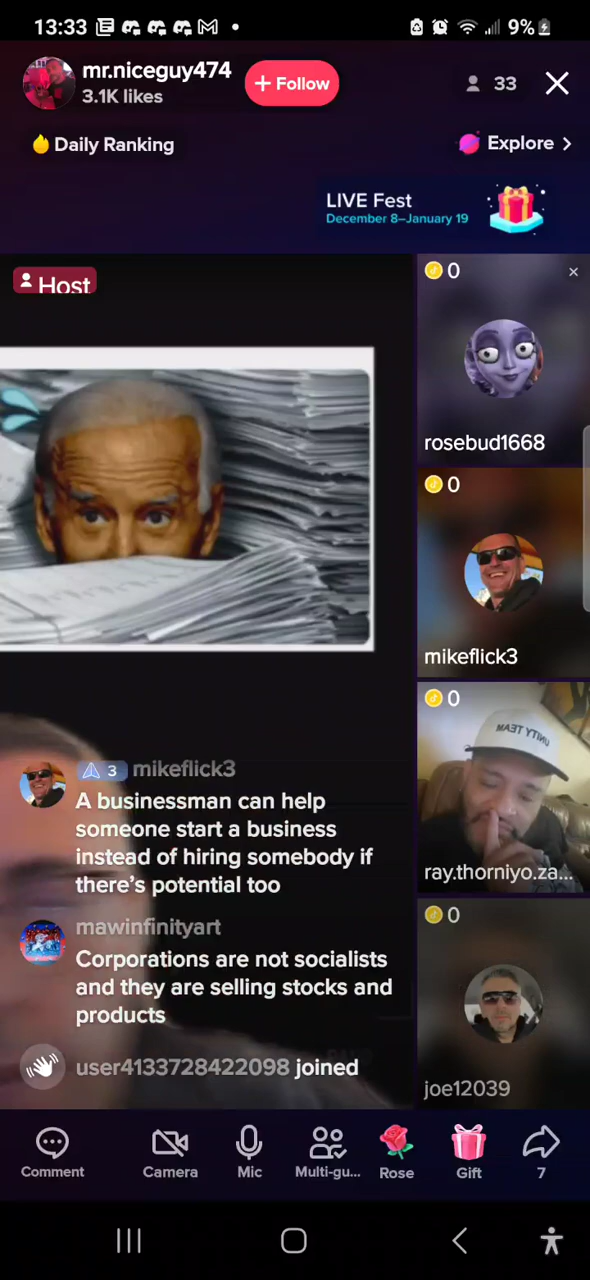 13:33
9%
mr.niceguy474
3.1K likes
+ Follow
33
Daily Ranking
Explore
LIVE Fest
December 8–January 19
Host
0
rosebud1668
0
mikeflick3
0
UNITY TEAM
ray.thorniyo.za...
0
joe12039
3 mikeflick3
A businessman can help
someone start a business
instead of hiring somebody if
there's potential too
mawinfinityart
Corporations are not socialists
and they are selling stocks and
products
user4133728422098 joined
Comment
Camera
Mic
Multi-gu...
Rose
Gift
7